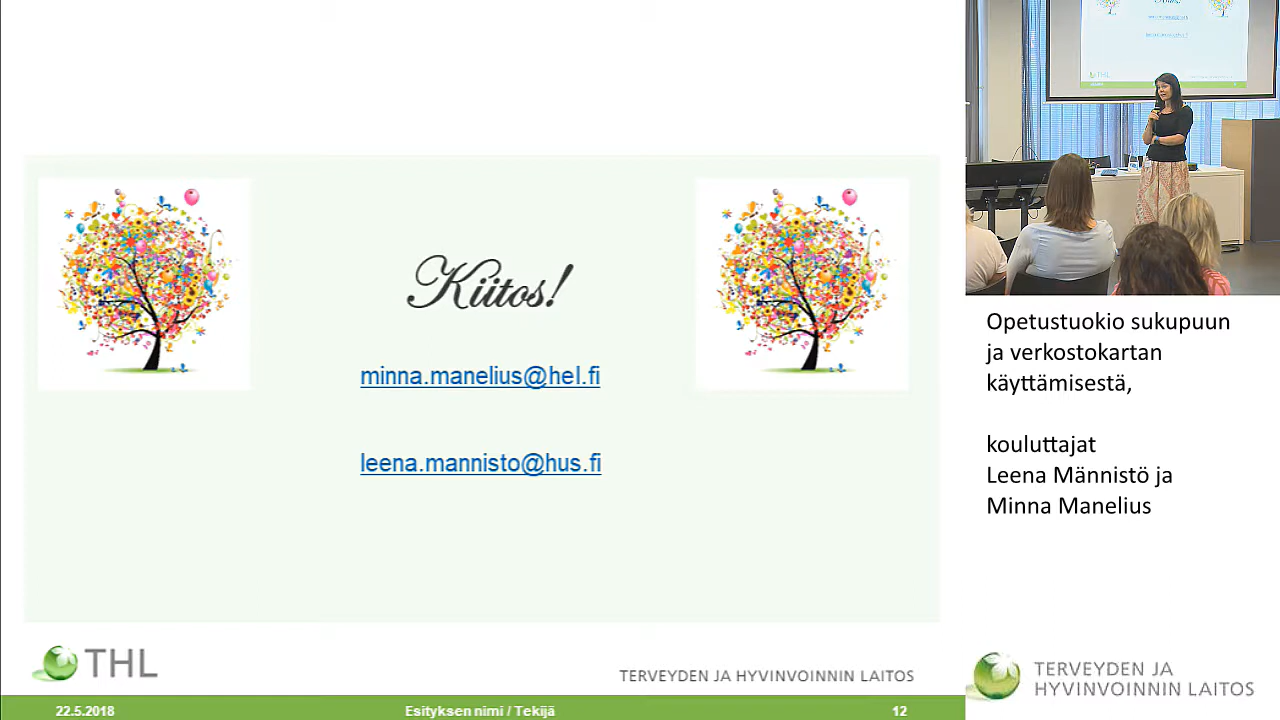 Kiitos!
minna.manelius@hel.fi
leena.mannisto@hus.fi
THL
TERVEYDEN JA HYVINVOINNIN LAITOS
22.5.2018
Esityksen nimi / Tekijä
12
Opetustuokio sukupuun
ja verkostokartan
käyttämisestä,
kouluttajat
Leena Männistö ja
Minna Manelius
TERVEYDEN JA
HYVINVOINNIN LAITOS